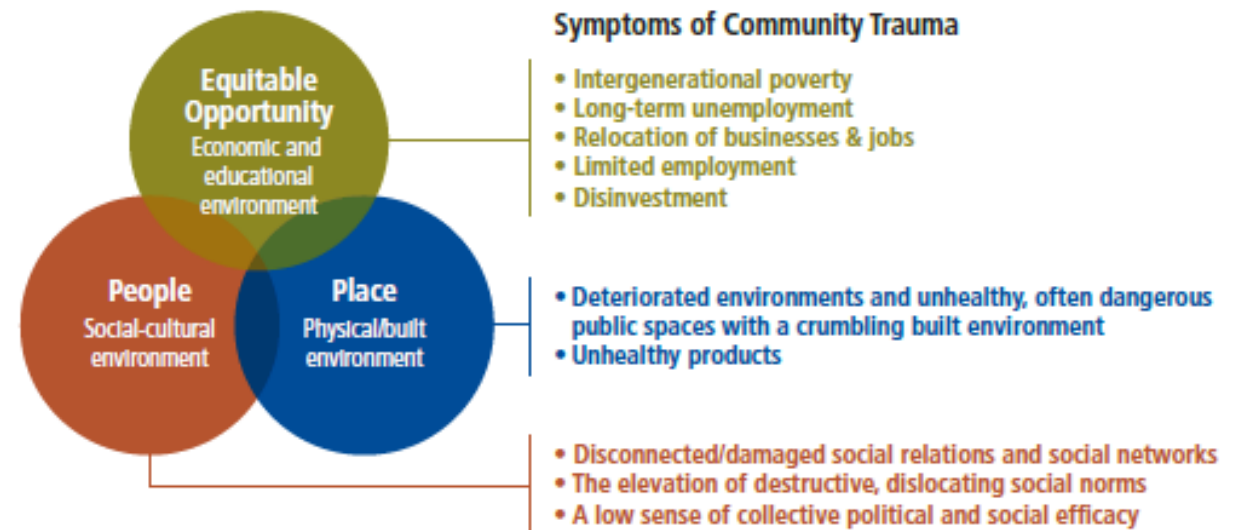 Symptoms of Community Trauma
Equitable
Opportunity
Economic and
educational
environment
• Intergenerational poverty
• Long-term unemployment
• Relocation of businesses & jobs
• Limited employment
• Disinvestment
People
Social-cultural
environment
Place
Physical/built
environment
• Deteriorated environments and unhealthy, often dangerous
public spaces with a crumbling built environment
• Unhealthy products
• Disconnected/damaged social relations and social networks
• The elevation of destructive, dislocating social norms
• A low sense of collective political and social efficacy